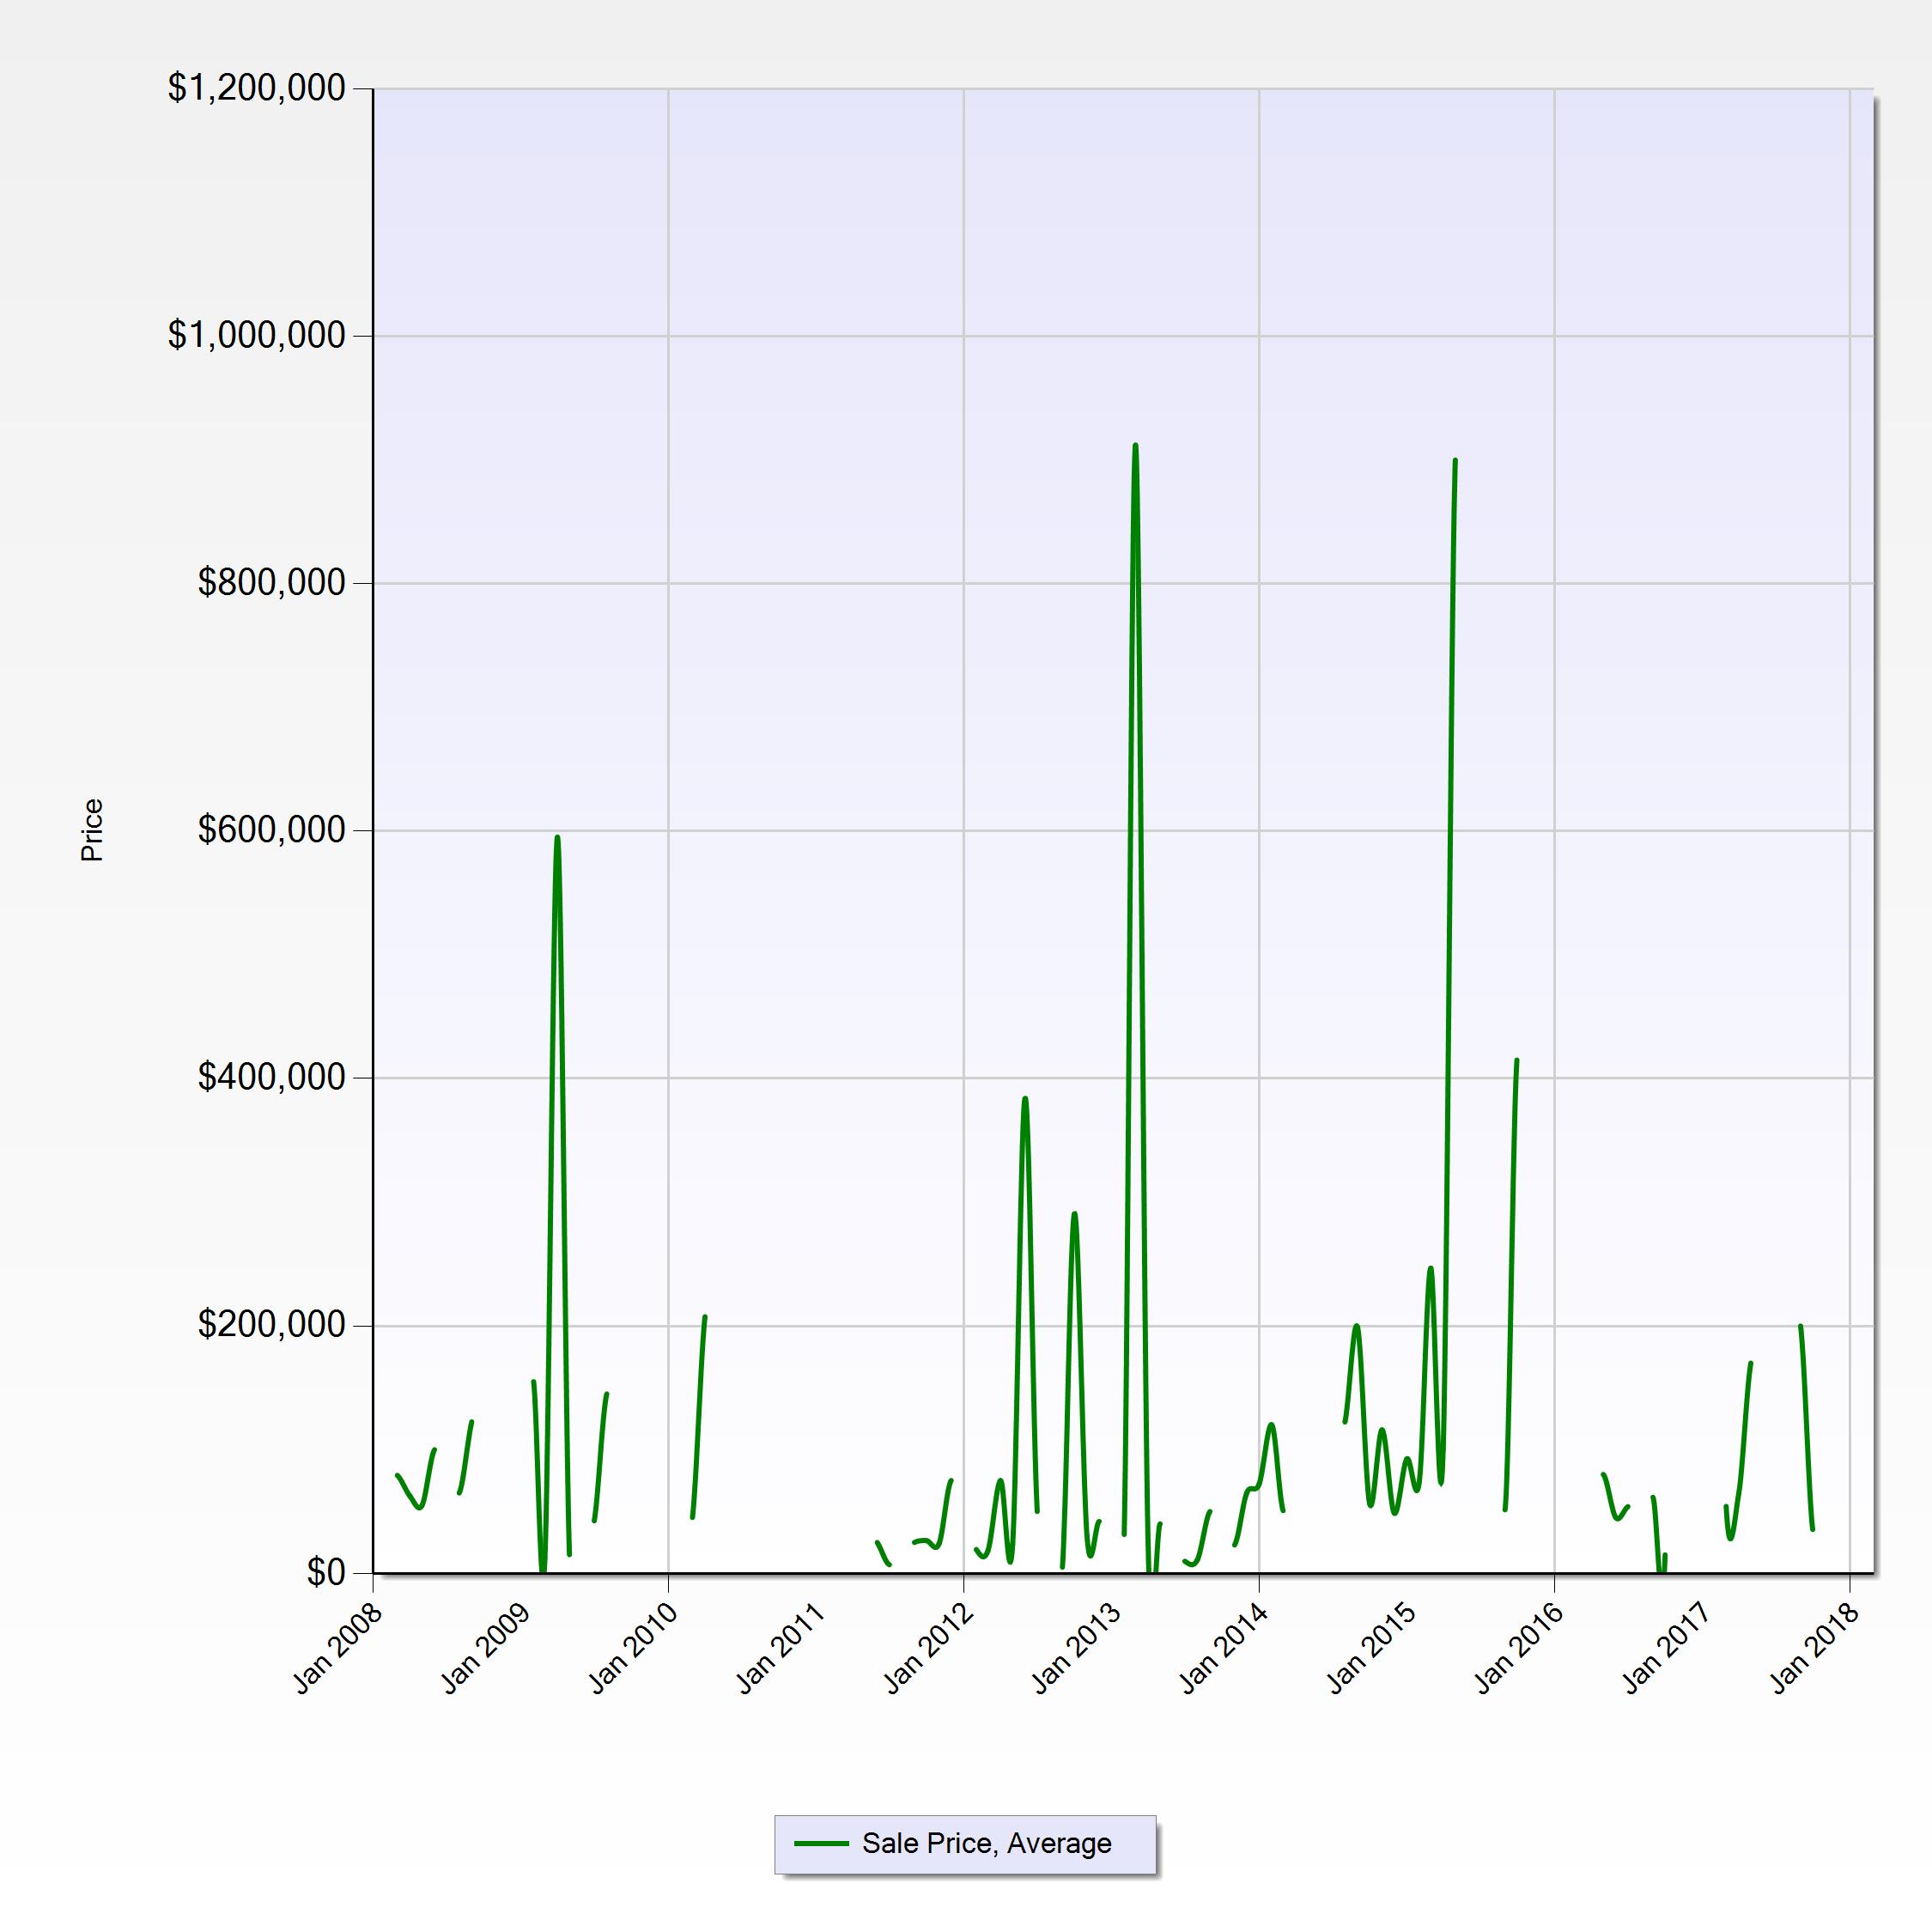 $1,200,000
$1,000,000
$800,000
$600,000
$400,000
$200,000
$0
Price
Jan 2008
Jan 2009
Jan 2010
Jan 2011
Jan 2012
Jan 2013
Jan 2014
Jan 2015
Jan 2016
Jan 2017
Jan 2018
Sale Price, Average